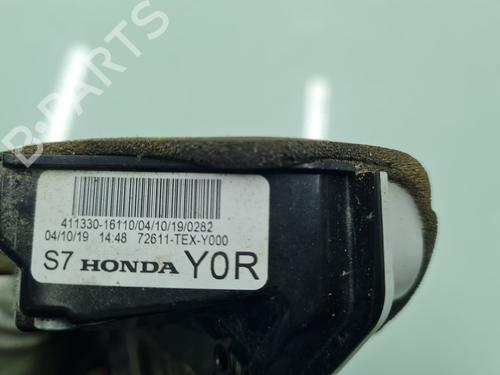 B-PARTS
411330-16110/04/10/19/0282
04/10/19 14:48 72611-TEX-Y000
S7 HONDA Y0R